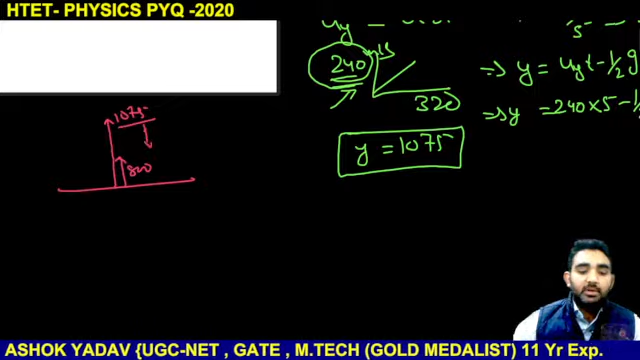 HTET- PHYSICS PYQ -2020
240
320
⇒ y = uyt - 1/2 g
⇒ y = 240×5 - 1/
y = 1075
1075
800
ASHOK YADAV {UGC-NET , GATE , M.TECH (GOLD MEDALIST) 11 Yr Exp.